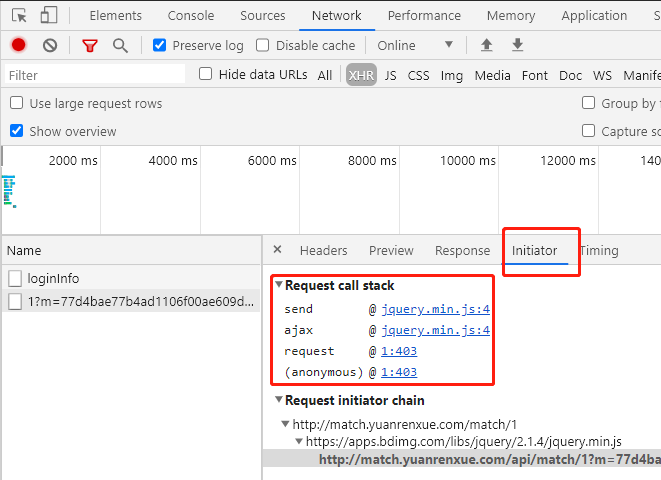 Elements Console Sources Network Performance Memory Application
Preserve log Disable cache Online
Filter Hide data URLs All XHR JS CSS Img Media Font Doc WS Manife
Use large request rows Group by f
Show overview Capture sc
2000 ms 4000 ms 6000 ms 8000 ms 10000 ms 12000 ms 140
Name × Headers Preview Response Initiator Timing
loginInfo
1?m=77d4bae77b4ad1106f00ae609d...
▼Request call stack
send @ jquery.min.js:4
ajax @ jquery.min.js:4
request @ 1:403
(anonymous) @ 1:403
▼Request initiator chain
▼http://match.yuanrenxue.com/match/1
▼https://apps.bdimg.com/libs/jquery/2.1.4/jquery.min.js
http://match.yuanrenxue.com/api/match/1?m=77d4ba